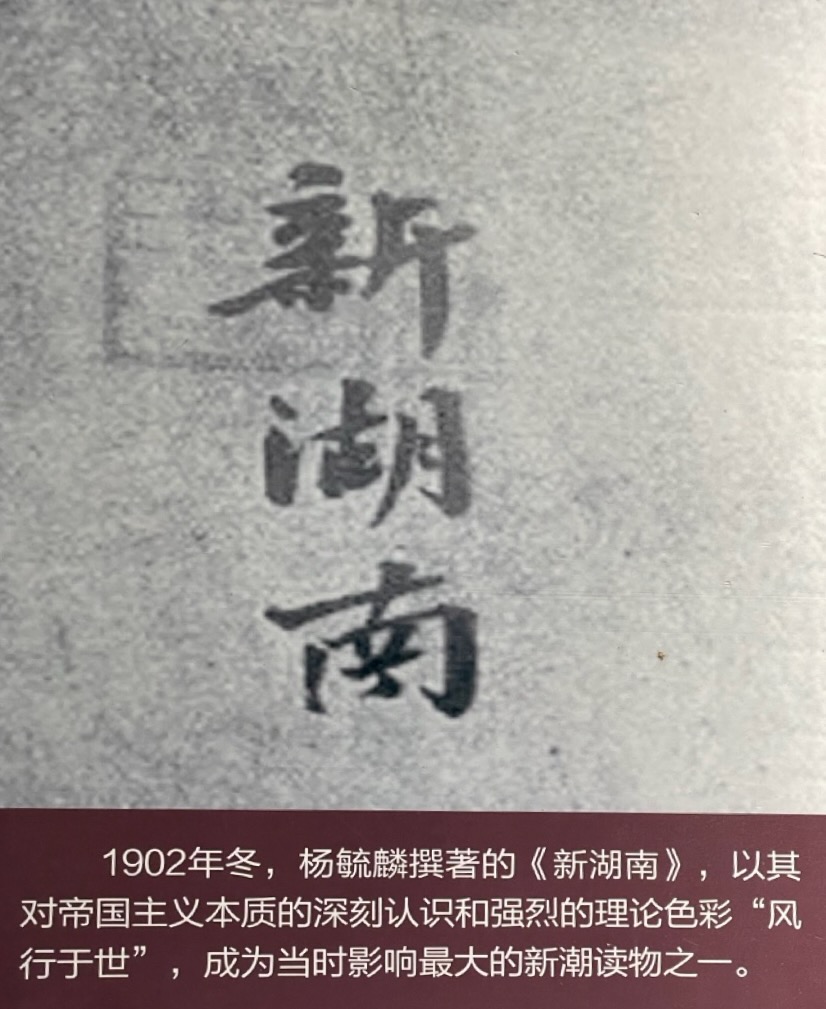 新湖南
1902年冬，杨毓麟撰著的《新湖南》，以其
对帝国主义本质的深刻认识和强烈的理论色彩“风
行于世”，成为当时影响最大的新潮读物之一。